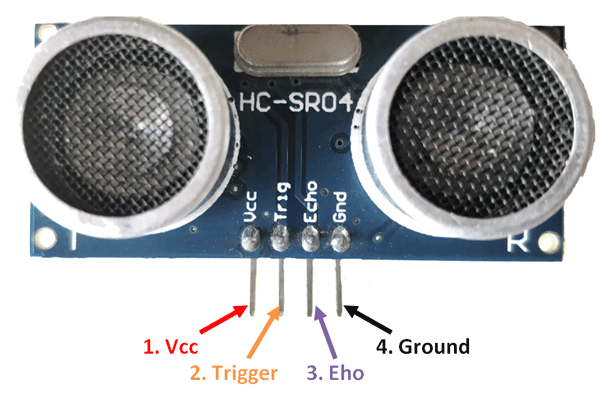 HC-SR04
Vcc
Trig
Echo
Gnd
T
R
1. Vcc
4. Ground
2. Trigger
3. Eho